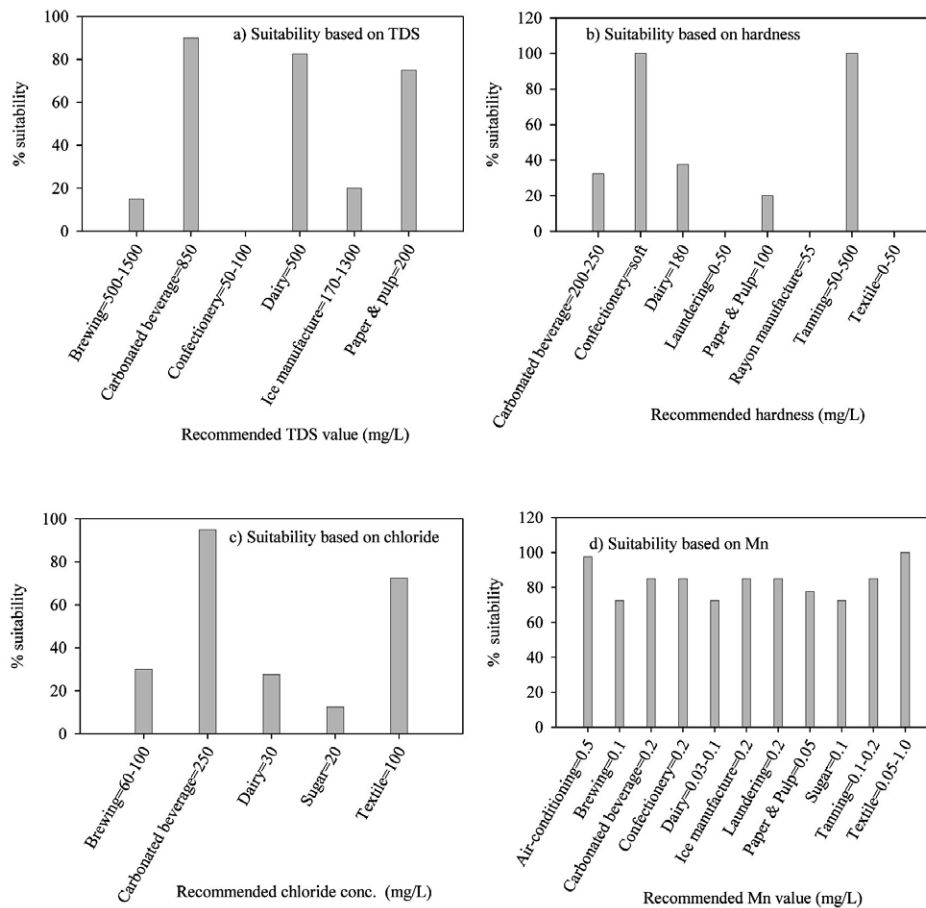 a) Suitability based on TDS
% suitability
100
80
60
40
20
0
Brewing=500-1500
Carbonated beverage=850
Confectionery=50-100
Dairy=500
Ice manufacture=170-1300
Paper & pulp=200
Recommended TDS value (mg/L)
b) Suitability based on hardness
% suitability
120
100
80
60
40
20
0
Carbonated beverage=200-250
Confectionery=soft
Dairy=180
Laundering=0-50
Paper & Pulp=100
Rayon manufacture=55
Tanning=50-500
Textile=0-50
Recommended hardness (mg/L)
c) Suitability based on chloride
% suitability
100
80
60
40
20
0
Brewing=60-100
Carbonated beverage=250
Dairy=30
Sugar=20
Textile=100
Recommended chloride conc. (mg/L)
d) Suitability based on Mn
% suitability
120
100
80
60
40
20
0
Air-conditioning=0.5
Brewing=0.1
Carbonated beverage=0.2
Confectionery=0.2
Dairy=0.03-0.1
Ice manufacture=0.2
Laundering=0.2
Paper & Pulp=0.05
Sugar=0.1
Tanning=0.1-0.2
Textile=0.05-1.0
Recommended Mn value (mg/L)